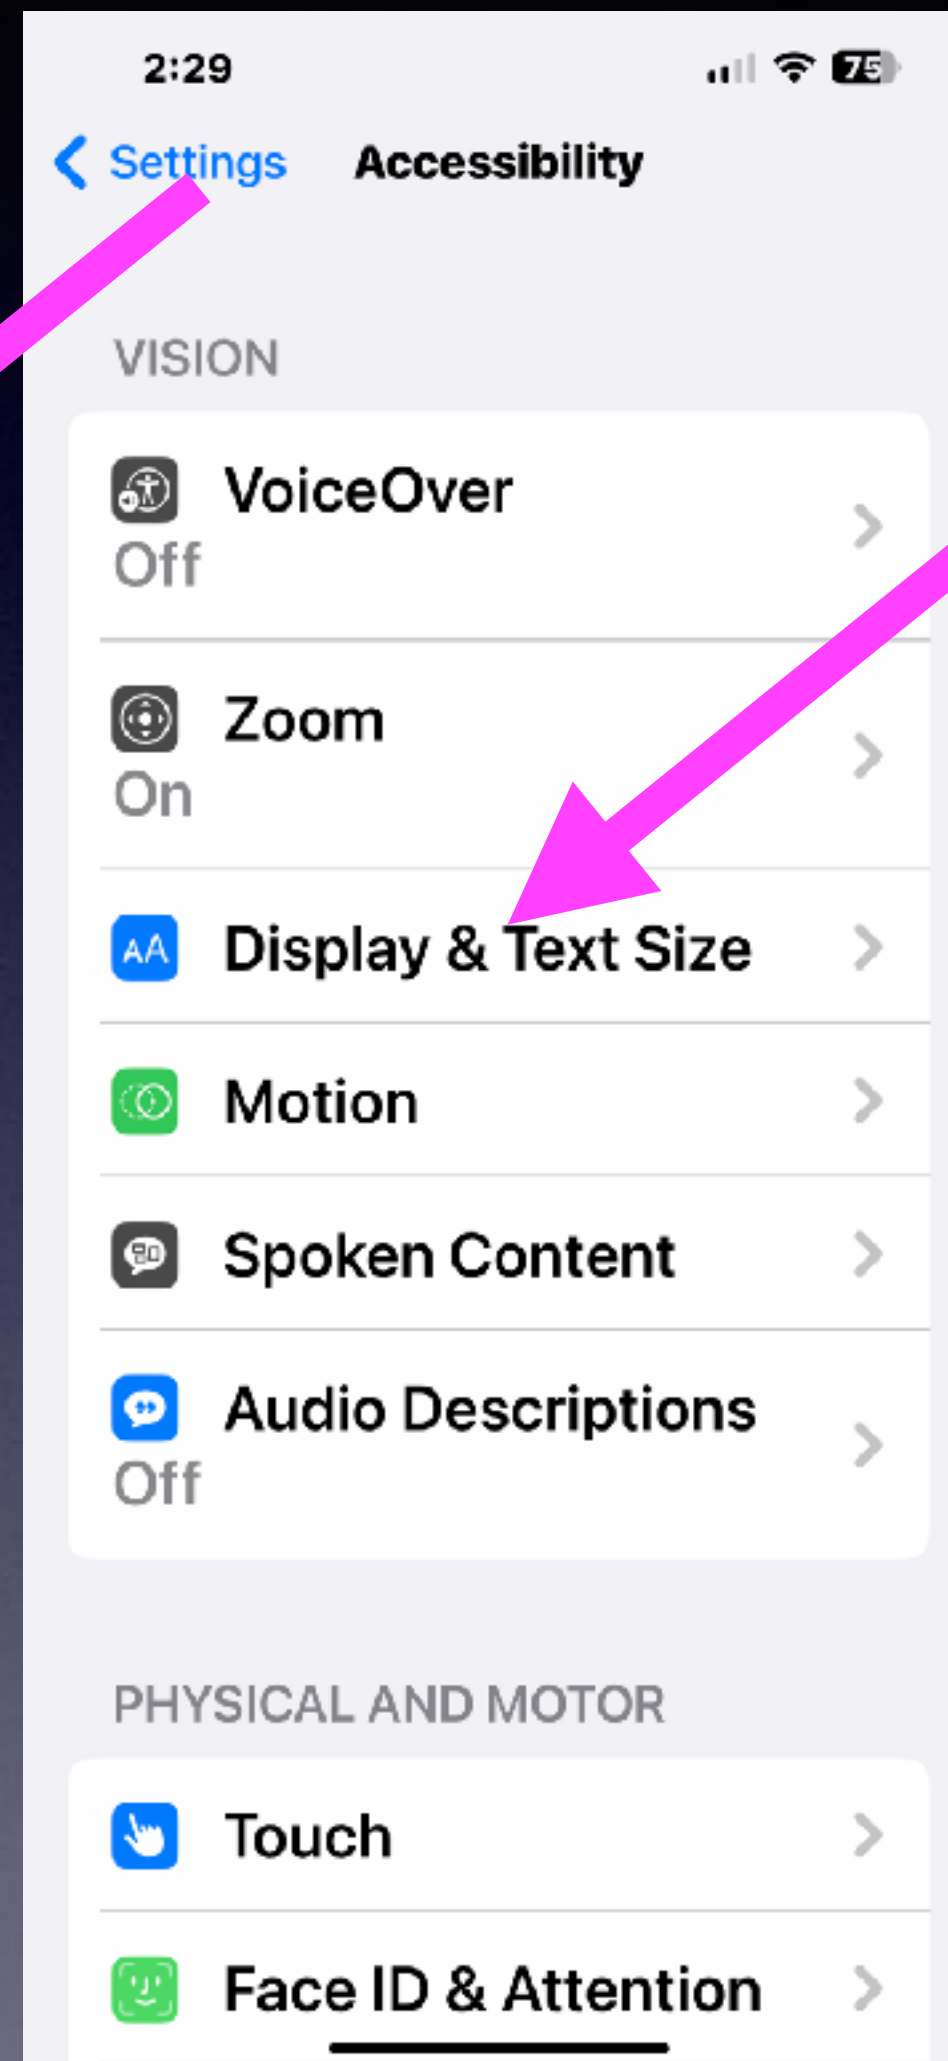 2:29
75
Settings
Accessibility
VISION
VoiceOver
Off
Zoom
On
AA
Display & Text Size
Motion
Spoken Content
Audio Descriptions
Off
PHYSICAL AND MOTOR
Touch
Face ID & Attention